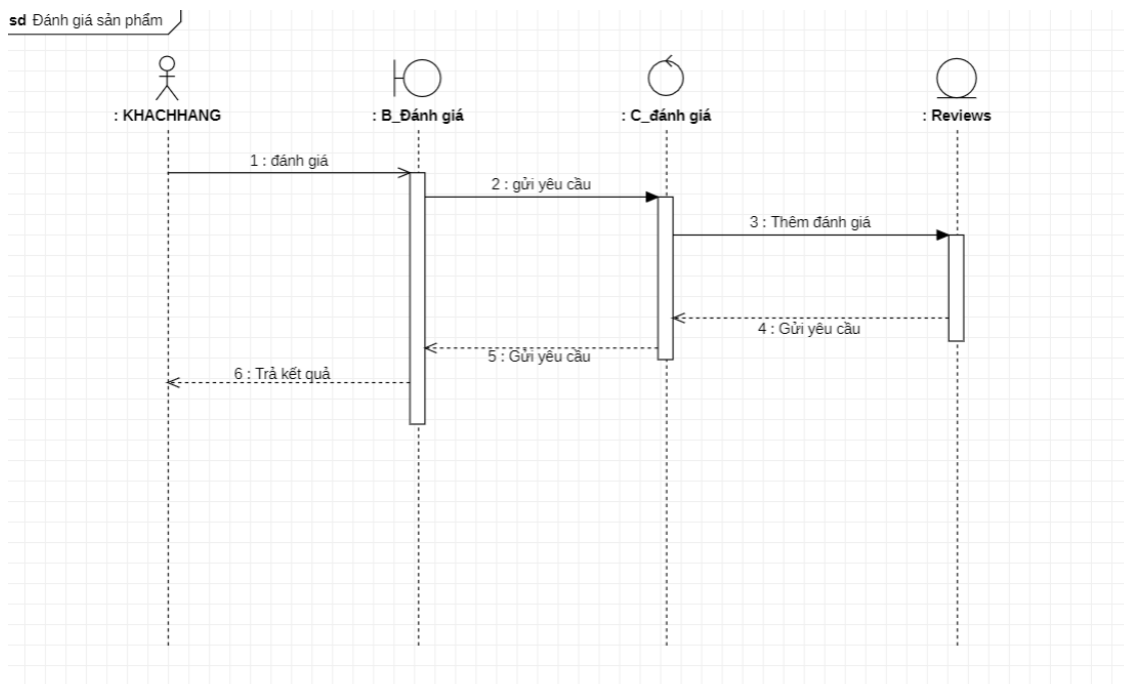 sd Đánh giá sản phẩm
: KHACHHANG
: B_Đánh giá
: C_đánh giá
: Reviews
1 : đánh giá
2 : gửi yêu cầu
3 : Thêm đánh giá
4 : Gửi yêu cầu
5 : Gửi yêu cầu
6 : Trả kết quả